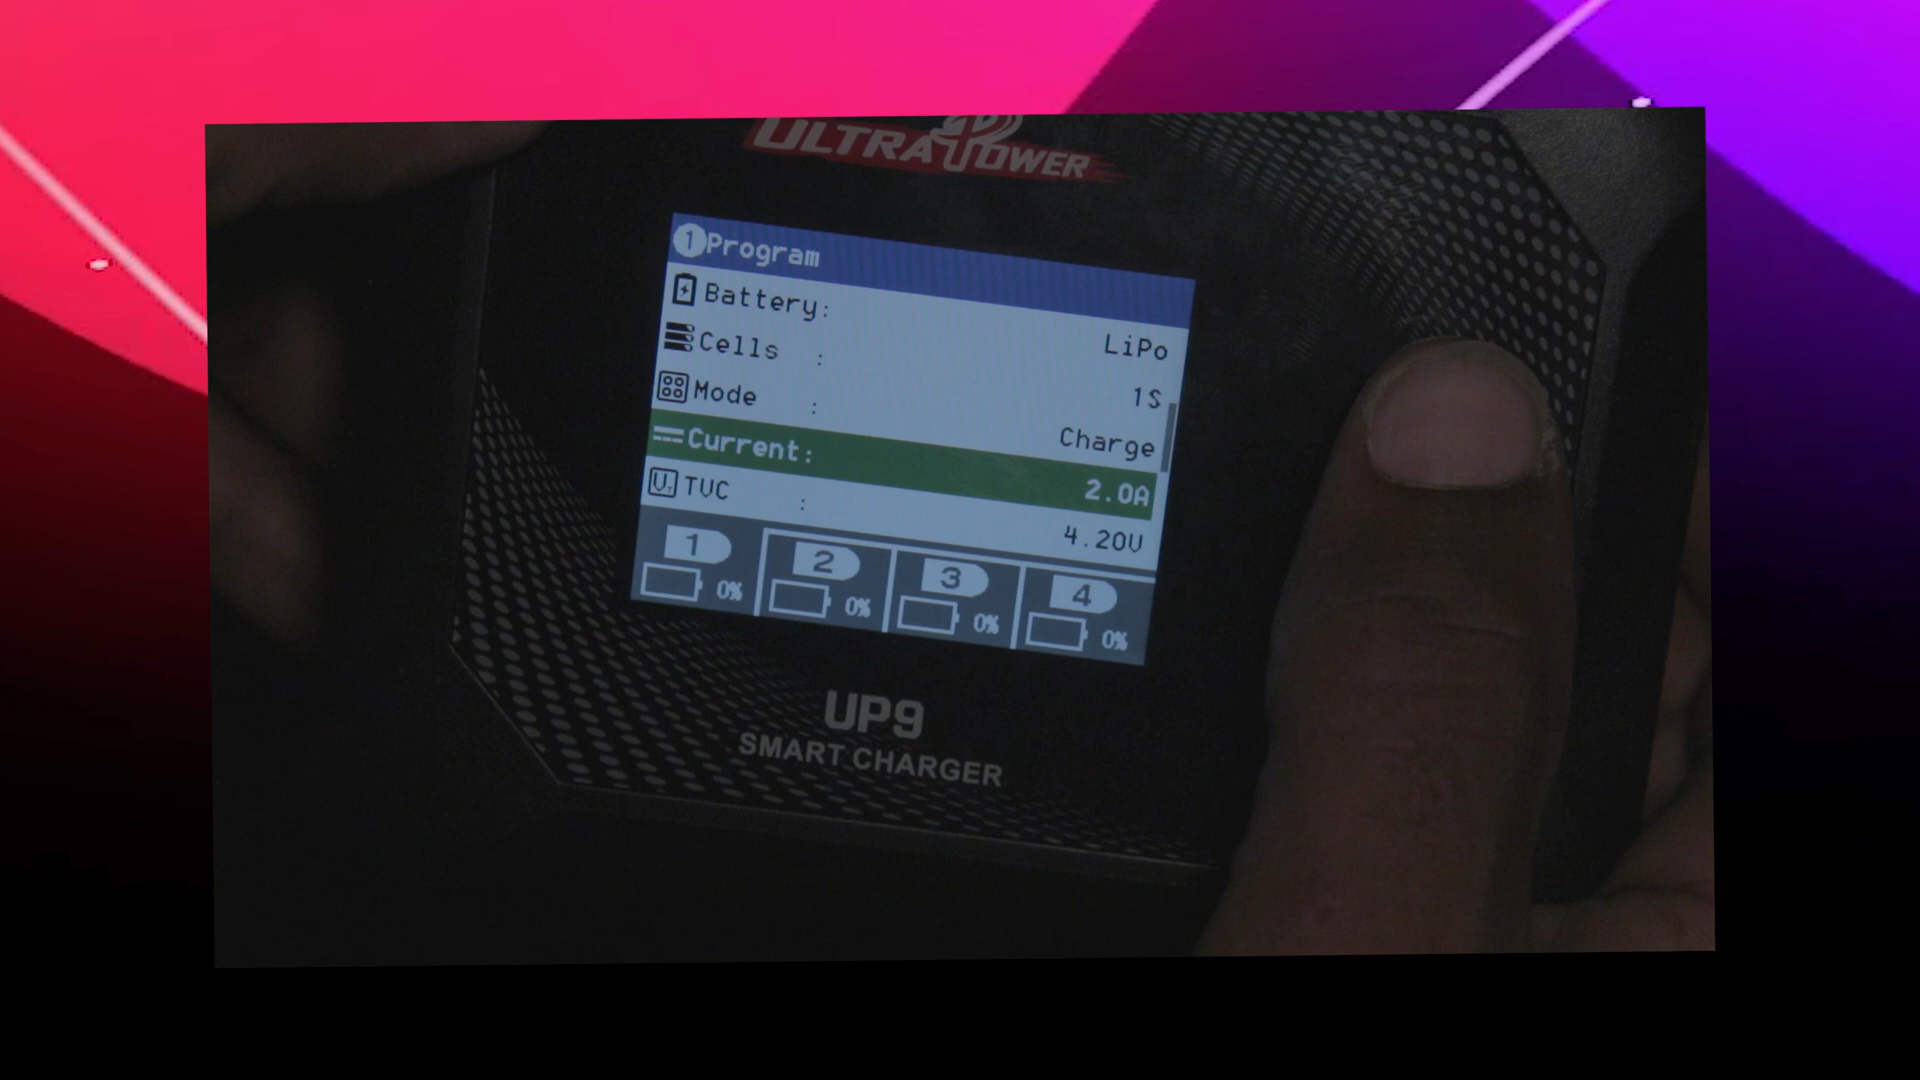 ULTRA POWER
1 Program
Battery: LiPo
Cells : 1S
Mode : Charge
Current: 2.0A
TVC : 4.20V
1 2 3 4
0% 0% 0% 0%
UP9
SMART CHARGER